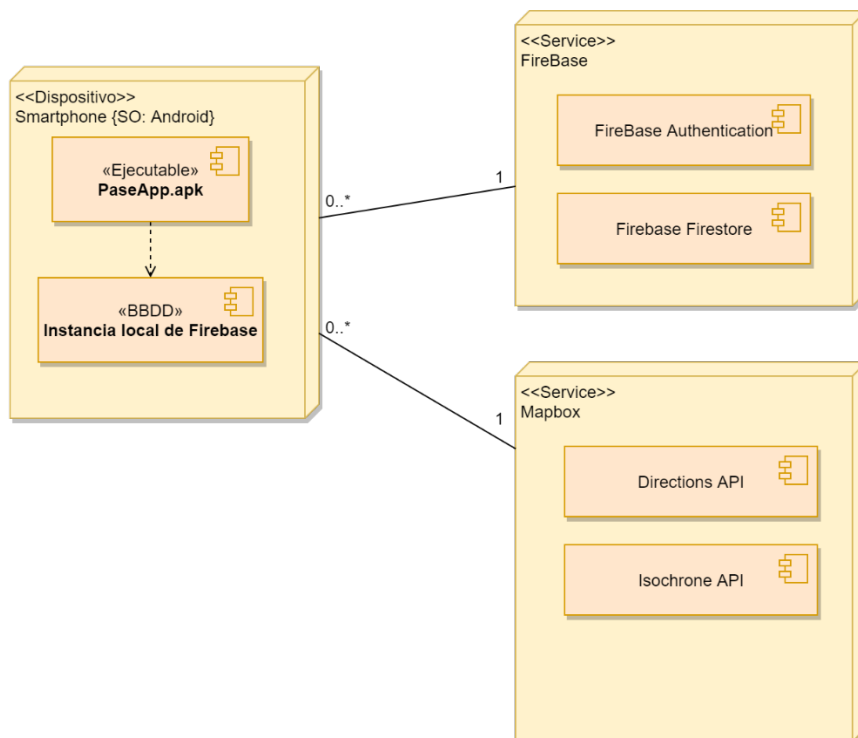 <<Dispositivo>>
Smartphone {SO: Android}
«Ejecutable»
PaseApp.apk
«BBDD»
Instancia local de Firebase
0..*
1
0..*
1
<<Service>>
FireBase
FireBase Authentication
Firebase Firestore
<<Service>>
Mapbox
Directions API
Isochrone API